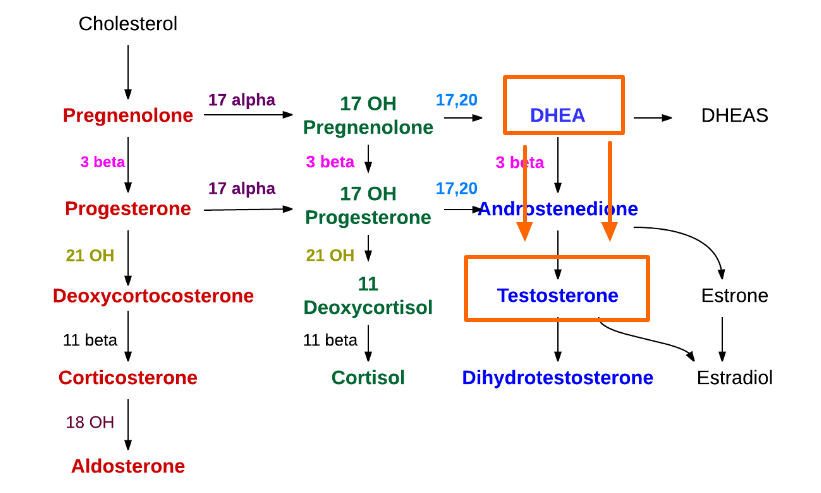 Cholesterol
17 alpha
17 OH
17,20
Pregnenolone
Pregnenolone
DHEA
DHEAS
3 beta
3 beta
3 beta
17 alpha
17 OH
17,20
Progesterone
Progesterone
Androstenedione
21 OH
21 OH
11
Deoxycortocosterone
Deoxycortisol
Testosterone
Estrone
11 beta
11 beta
Corticosterone
Cortisol
Dihydrotestosterone
Estradiol
18 OH
Aldosterone